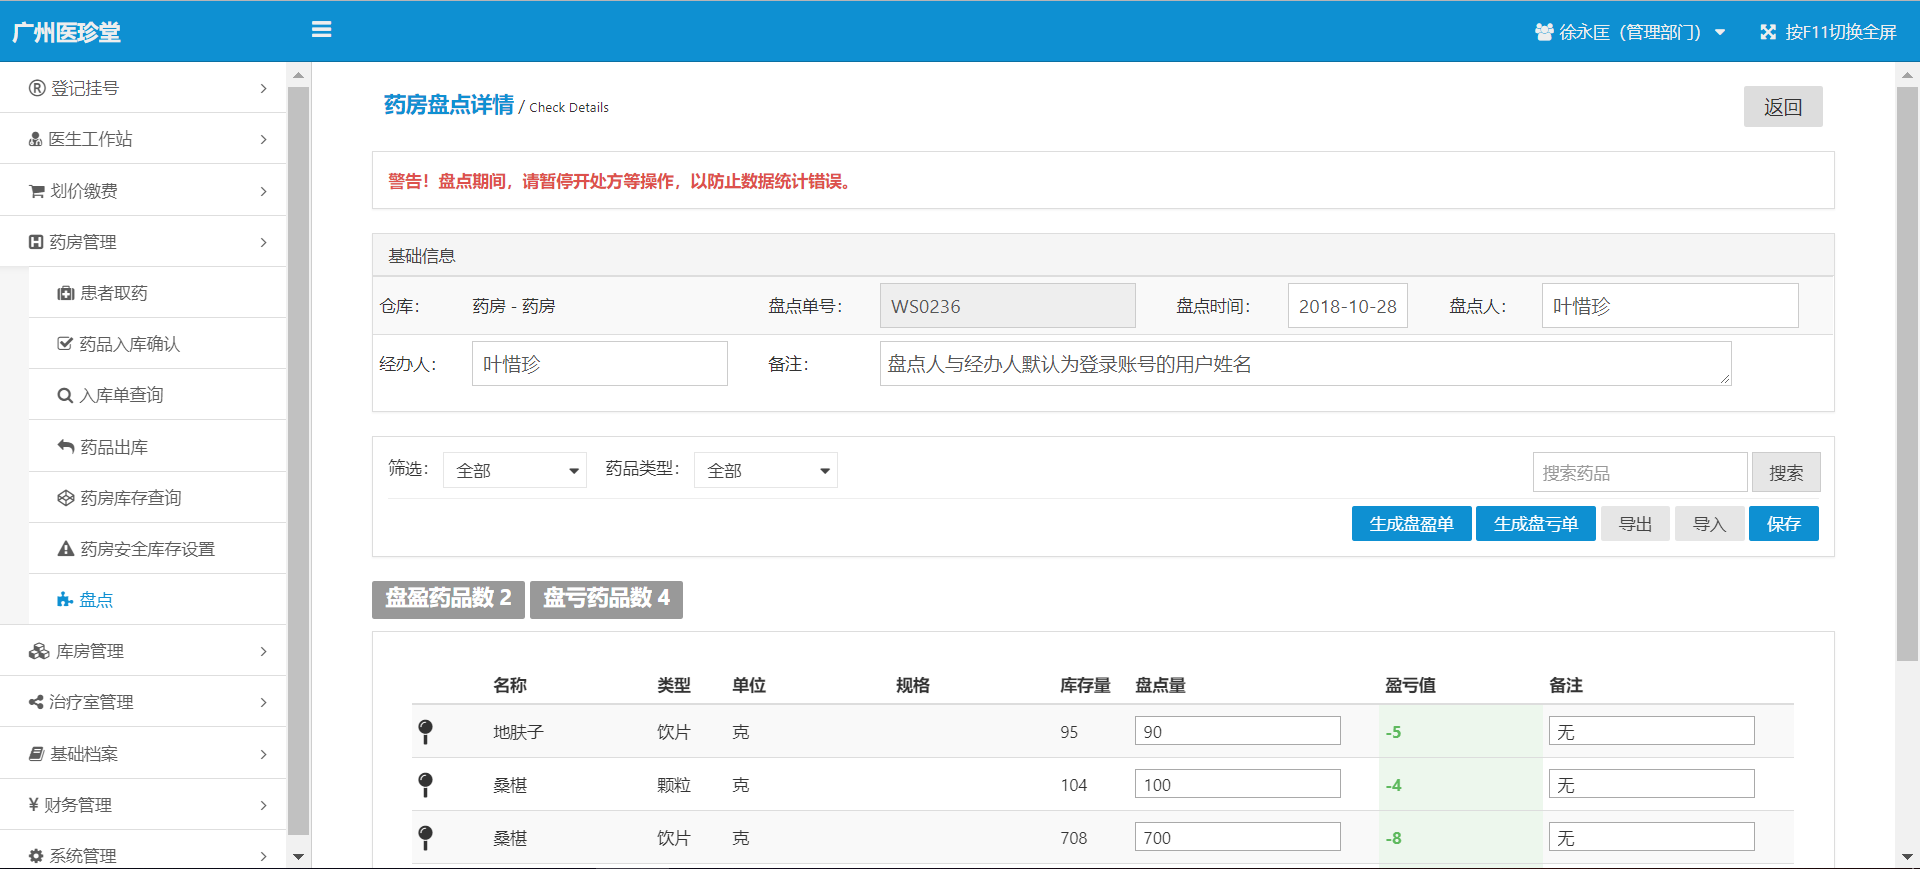 广州医珍堂
徐永匡（管理部门）
按F11切换全屏
登记挂号
医生工作站
划价缴费
药房管理
患者取药
药品入库确认
入库单查询
药品出库
药房库存查询
药房安全库存设置
盘点
库房管理
治疗室管理
基础档案
财务管理
系统管理
药房盘点详情 / Check Details
返回
警告！盘点期间，请暂停开处方等操作，以防止数据统计错误。
基础信息
仓库： 药房 - 药房 盘点单号： WS0236 盘点时间： 2018-10-28 盘点人： 叶惜珍
经办人： 叶惜珍 备注： 盘点人与经办人默认为登录账号的用户姓名
筛选： 全部 药品类型： 全部 搜索药品 搜索
生成盘盈单 生成盘亏单 导出 导入 保存
盘盈药品数 2 盘亏药品数 4
名称 类型 单位 规格 库存量 盘点量 盈亏值 备注
地肤子 饮片 克 95 90 -5 无
桑椹 颗粒 克 104 100 -4 无
桑椹 饮片 克 708 700 -8 无